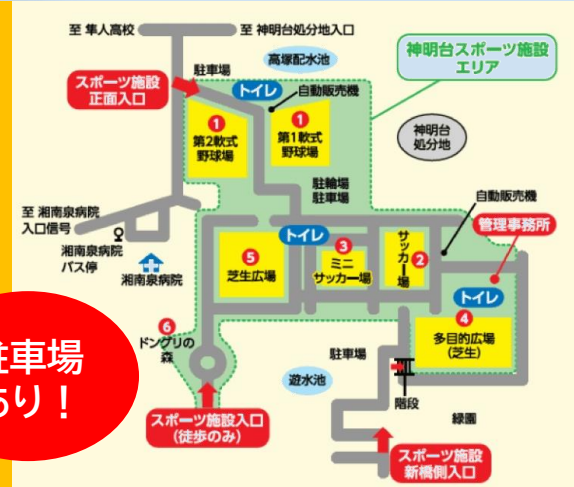 至 隼人高校
至 神明台処分地入口
神明台スポーツ施設
エリア
高塚配水池
駐車場
スポーツ施設
正面入口
トイレ
自動販売機
①
第2軟式
野球場
①
第1軟式
野球場
神明台
処分地
駐輪場
駐車場
自動販売機
至 湘南泉病院
入口信号
管理事務所
湘南泉病院
バス停
湘南泉病院
トイレ
⑤
芝生広場
③
ミニ
サッカー場
サッカー場
②
トイレ
④
多目的広場
(芝生)
⑥
ドングリの
森
駐車場
あり!
駐車場
遊水池
階段
緑園
スポーツ施設入口
(徒歩のみ)
スポーツ施設
新橋側入口